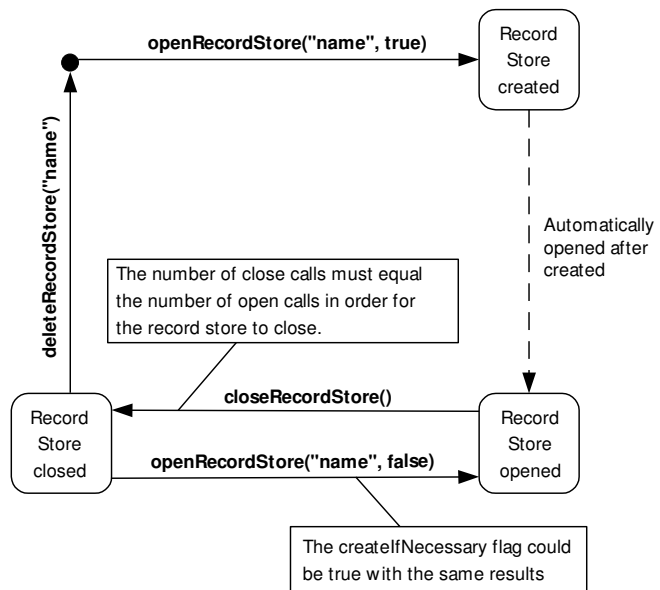 openRecordStore("name", true)
Record
Store
created
deleteRecordStore("name")
Automatically
opened after
created
The number of close calls must equal
the number of open calls in order for
the record store to close.
closeRecordStore()
Record
Store
closed
Record
Store
opened
openRecordStore("name", false)
The createIfNecessary flag could
be true with the same results